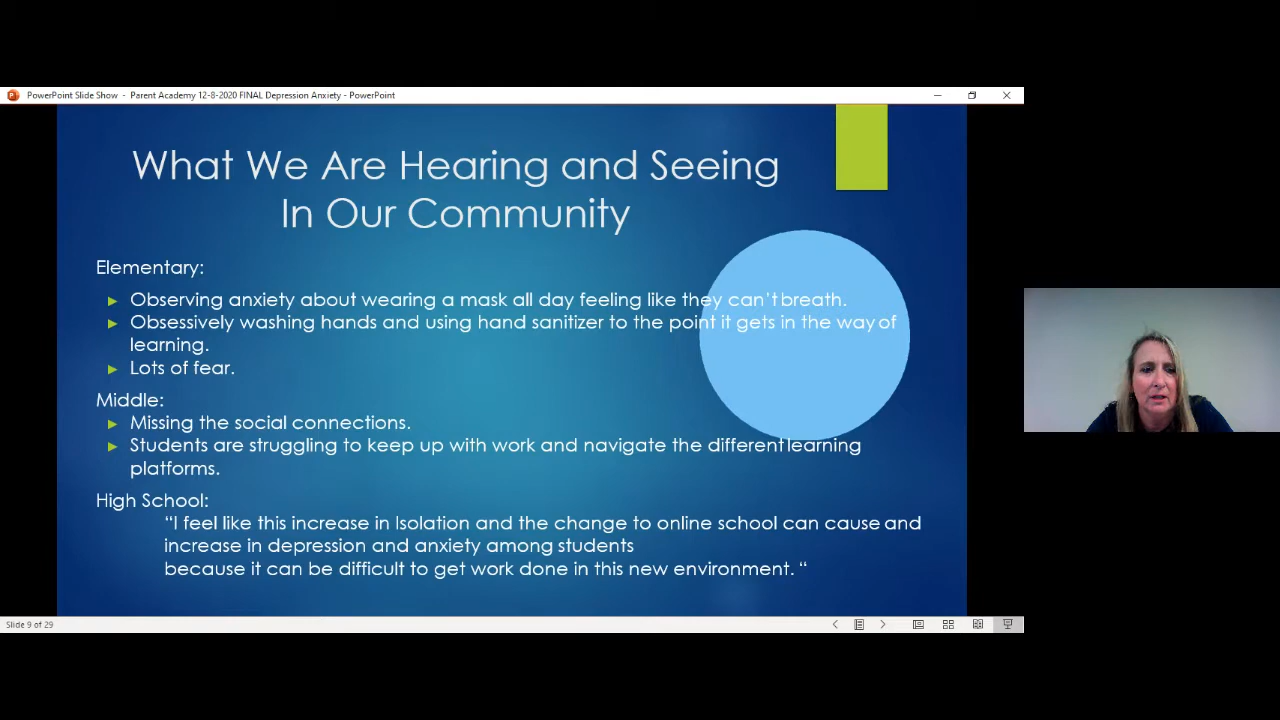 PowerPoint Slide Show - Parent Academy 12-8-2020 FINAL Depression Anxiety - PowerPoint
What We Are Hearing and Seeing
In Our Community
Elementary:
Observing anxiety about wearing a mask all day feeling like they can't breath.
Obsessively washing hands and using hand sanitizer to the point it gets in the way of
learning.
Lots of fear.
Middle:
Missing the social connections.
Students are struggling to keep up with work and navigate the different learning
platforms.
High School:
“I feel like this increase in Isolation and the change to online school can cause and
increase in depression and anxiety among students
because it can be difficult to get work done in this new environment. “
Slide 9 of 29